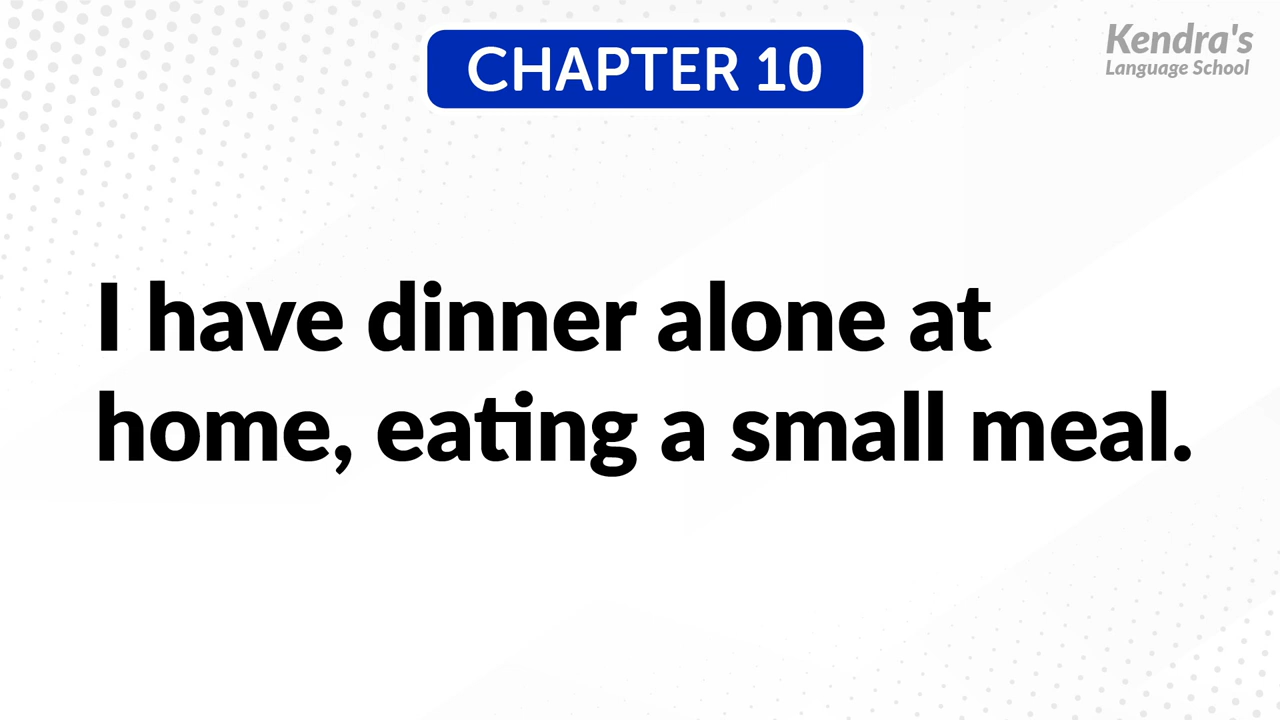 CHAPTER 10
Kendra's
Language School
I have dinner alone at
home, eating a small meal.